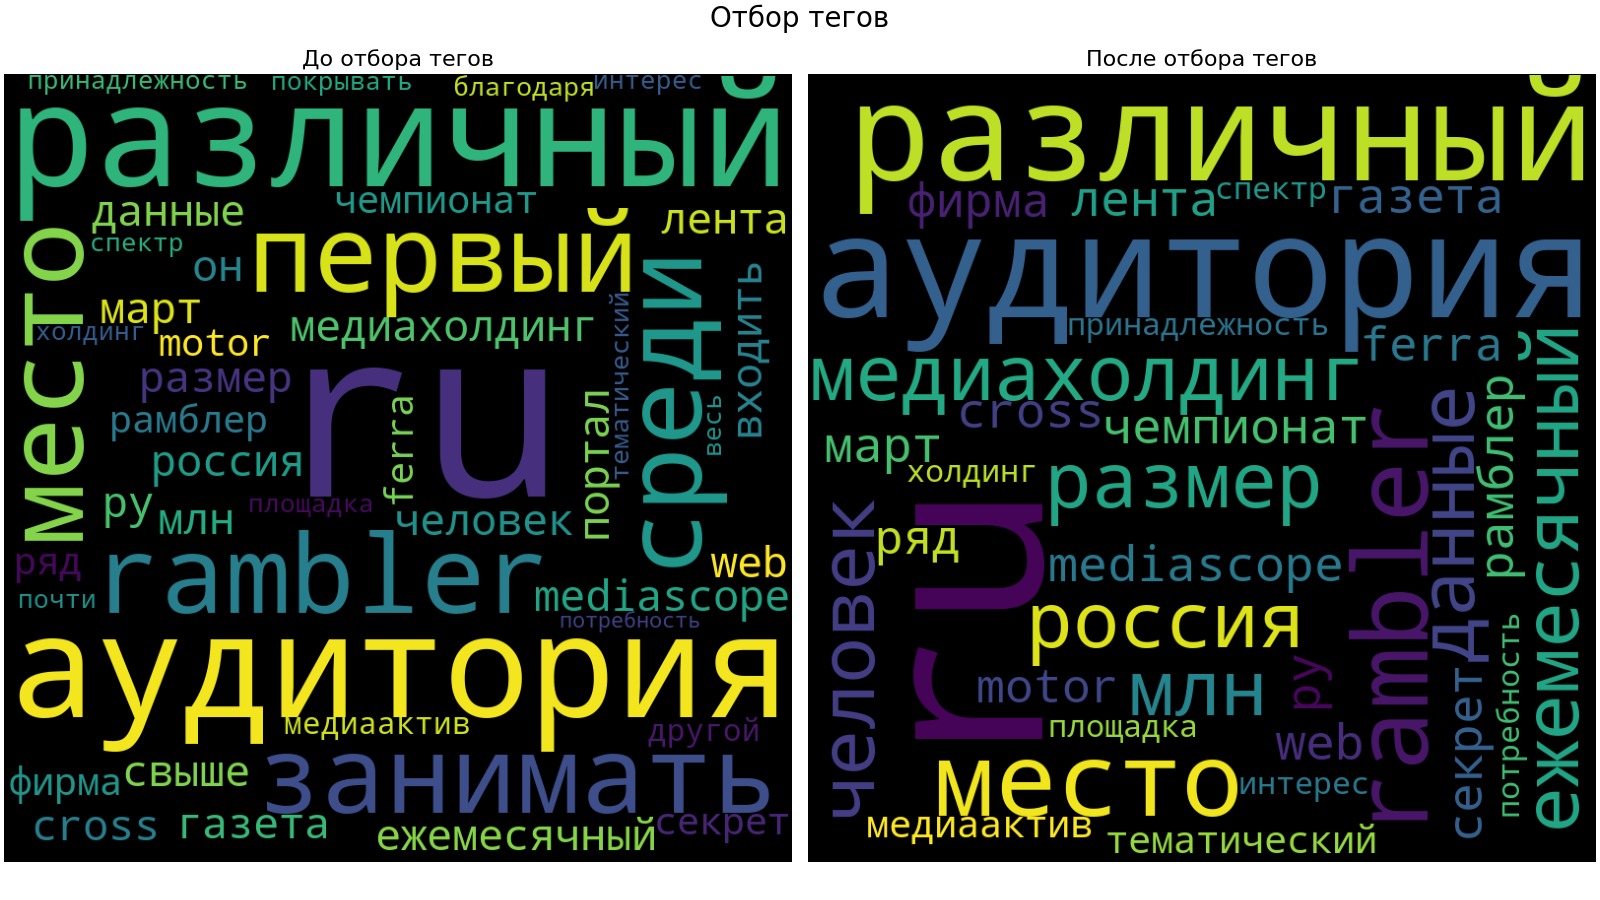 Отбор тегов
До отбора тегов
принадлежность
покрывать
благодаря
интерес
различный
чемпионат
данные
лента
спектр
первый
он
место
среди
входить
март
холдинг
motor
медиахолдинг
тематический
размер
ru
рамблер
ferra
портал
весь
россия
ру
млн
площадка
человек
ряд
rambler
web
почти
mediascope
потребность
аудитория
медиаактив
другой
фирма
свыше
занимать
cross
газета
ежемесячный
секрет
После отбора тегов
различный
фирма
лента
спектр
газета
аудитория
принадлежность
ferra
медиахолдинг
cross
чемпионат
март
холдинг
размер
rambler
данные
рамблер
ежемесячный
человек
ряд
ru
mediascope
россия
motor
млн
ру
площадка
web
секрет
потребность
место
интерес
медиаактив
тематический